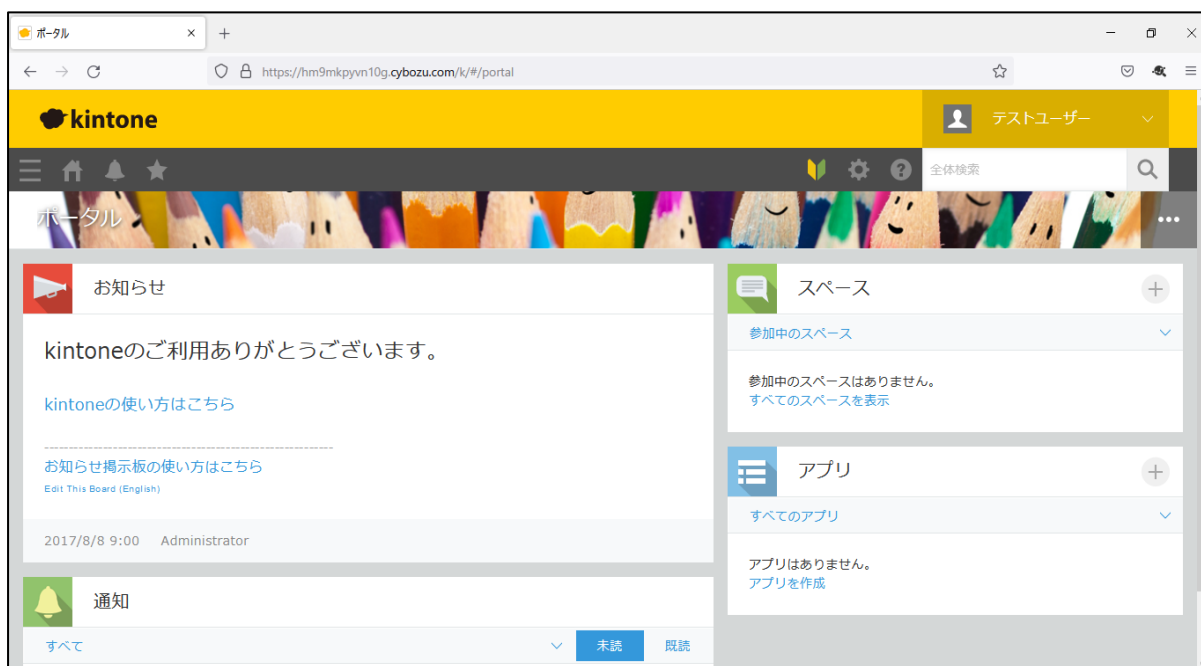 ポータル
https://hm9mkpyvn10g.cybozu.com/k/#/portal
kintone
テストユーザー
全体検索
ポータル
お知らせ
kintoneのご利用ありがとうございます。
kintoneの使い方はこちら
------------------------------------------------------------
お知らせ掲示板の使い方はこちら
Edit This Board (English)
2017/8/8 9:00 Administrator
通知
すべて
未読
既読
スペース
参加中のスペース
参加中のスペースはありません。
すべてのスペースを表示
アプリ
すべてのアプリ
アプリはありません。
アプリを作成